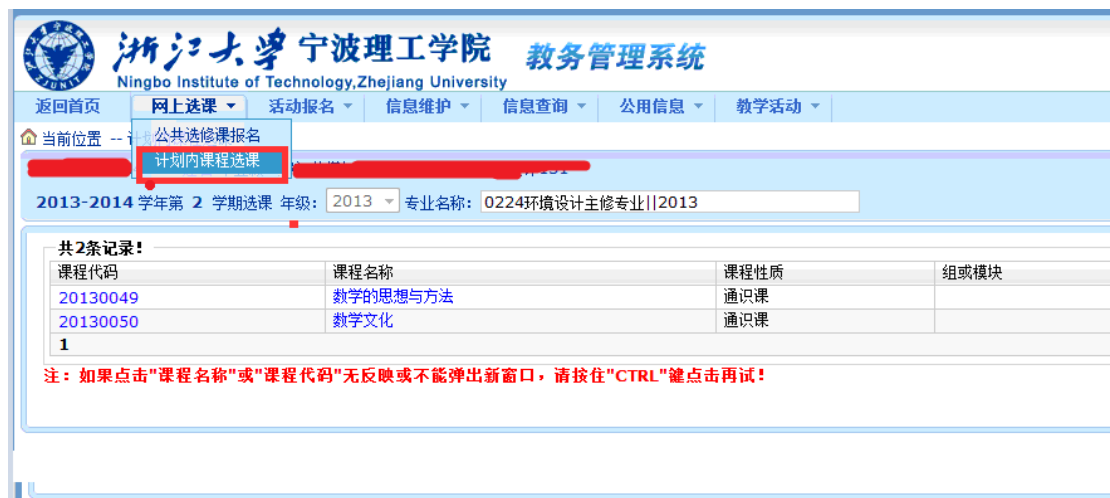 浙江大学 宁波理工学院 教务管理系统
Ningbo Institute of Technology,Zhejiang University
返回首页 网上选课 活动报名 信息维护 信息查询 公用信息 教学活动
当前位置 -- 公共选修课报名
计划内课程选课
2013-2014 学年第 2 学期选课 年级: 2013 专业名称: 0224环境设计主修专业||2013
共2条记录!
课程代码 课程名称 课程性质 组或模块
20130049 数学的思想与方法 通识课
20130050 数学文化 通识课
1
注:如果点击"课程名称"或"课程代码"无反映或不能弹出新窗口,请按住"CTRL"键点击再试!